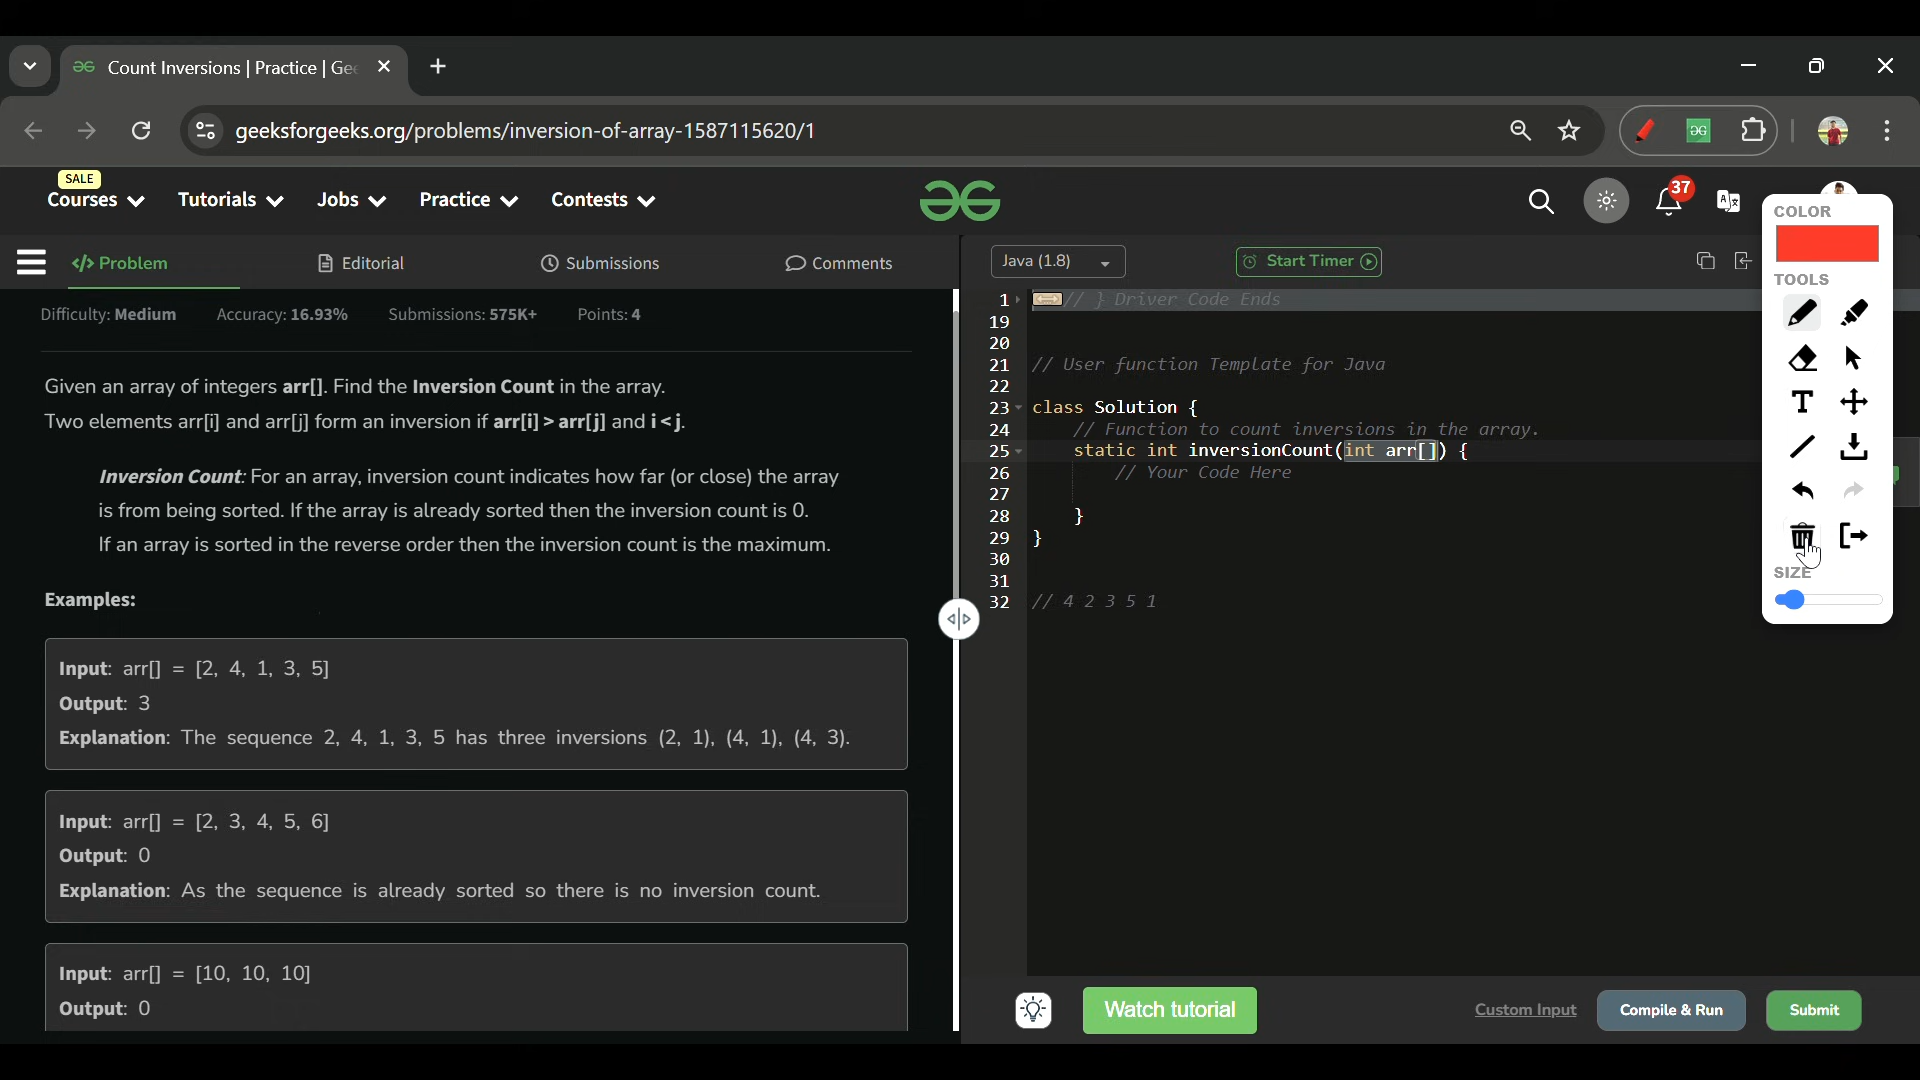 Count Inversions | Practice | Gee
geeksforgeeks.org/problems/inversion-of-array-1587115620/1
SALE
Courses
Tutorials
Jobs
Practice
Contests
37
Problem
Editorial
Submissions
Comments
Java (1.8)
Start Timer
Difficulty: Medium
Accuracy: 16.93%
Submissions: 575K+
Points: 4
Given an array of integers arr[]. Find the Inversion Count in the array.
Two elements arr[i] and arr[j] form an inversion if arr[i] > arr[j] and i < j.
Inversion Count: For an array, inversion count indicates how far (or close) the array
is from being sorted. If the array is already sorted then the inversion count is 0.
If an array is sorted in the reverse order then the inversion count is the maximum.
Examples:
Input: arr[] = [2, 4, 1, 3, 5]
Output: 3
Explanation: The sequence 2, 4, 1, 3, 5 has three inversions (2, 1), (4, 1), (4, 3).
Input: arr[] = [2, 3, 4, 5, 6]
Output: 0
Explanation: As the sequence is already sorted so there is no inversion count.
Input: arr[] = [10, 10, 10]
Output: 0
1 // } Driver Code Ends
19
20
21 // User function Template for Java
22
23 class Solution {
24 // Function to count inversions in the array.
25 static int inversionCount(int arr[]) {
26 // Your Code Here
27
28 }
29 }
30
31
32 // 4 2 3 5 1
COLOR
TOOLS
SIZE
Watch tutorial
Custom Input
Compile & Run
Submit